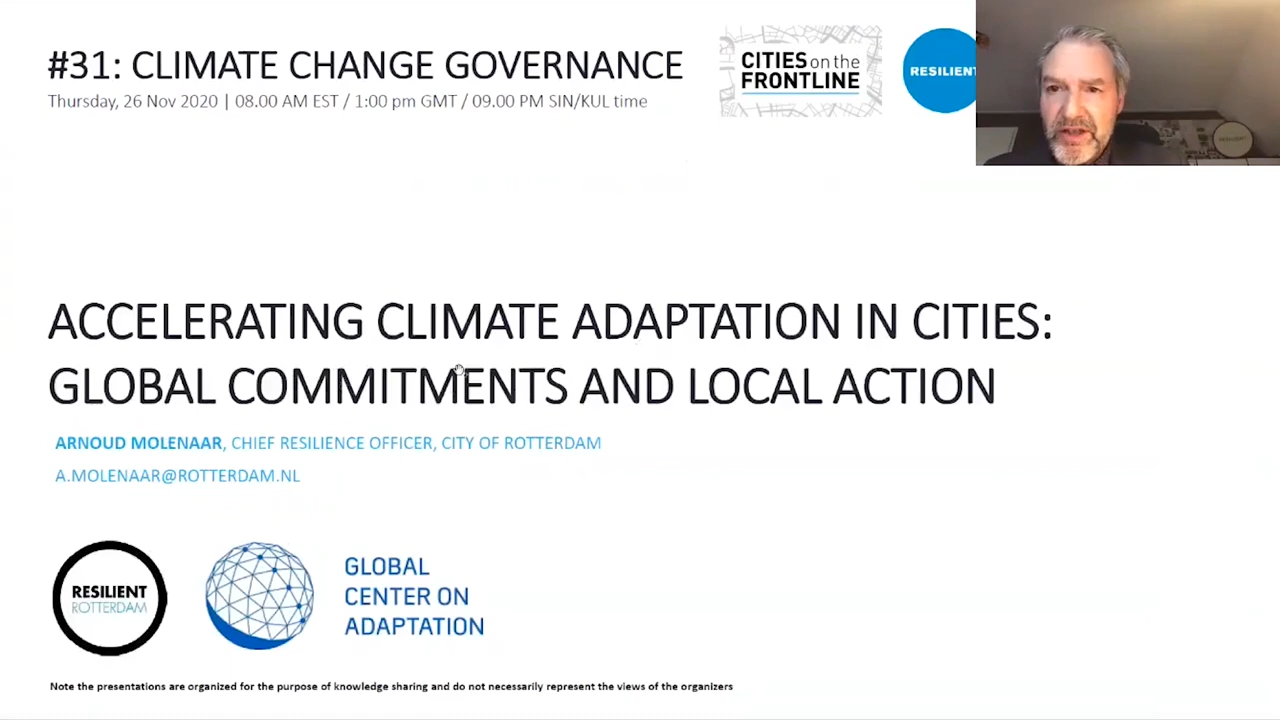 #31: CLIMATE CHANGE GOVERNANCE
Thursday, 26 Nov 2020 | 08.00 AM EST / 1:00 pm GMT / 09.00 PM SIN/KUL time
CITIES on the
FRONTLINE
RESILIENT
ACCELERATING CLIMATE ADAPTATION IN CITIES:
GLOBAL COMMITMENTS AND LOCAL ACTION
ARNOUD MOLENAAR, CHIEF RESILIENCE OFFICER, CITY OF ROTTERDAM
A.MOLENAAR@ROTTERDAM.NL
RESILIENT
ROTTERDAM
GLOBAL
CENTER ON
ADAPTATION
Note the presentations are organized for the purpose of knowledge sharing and do not necessarily represent the views of the organizers